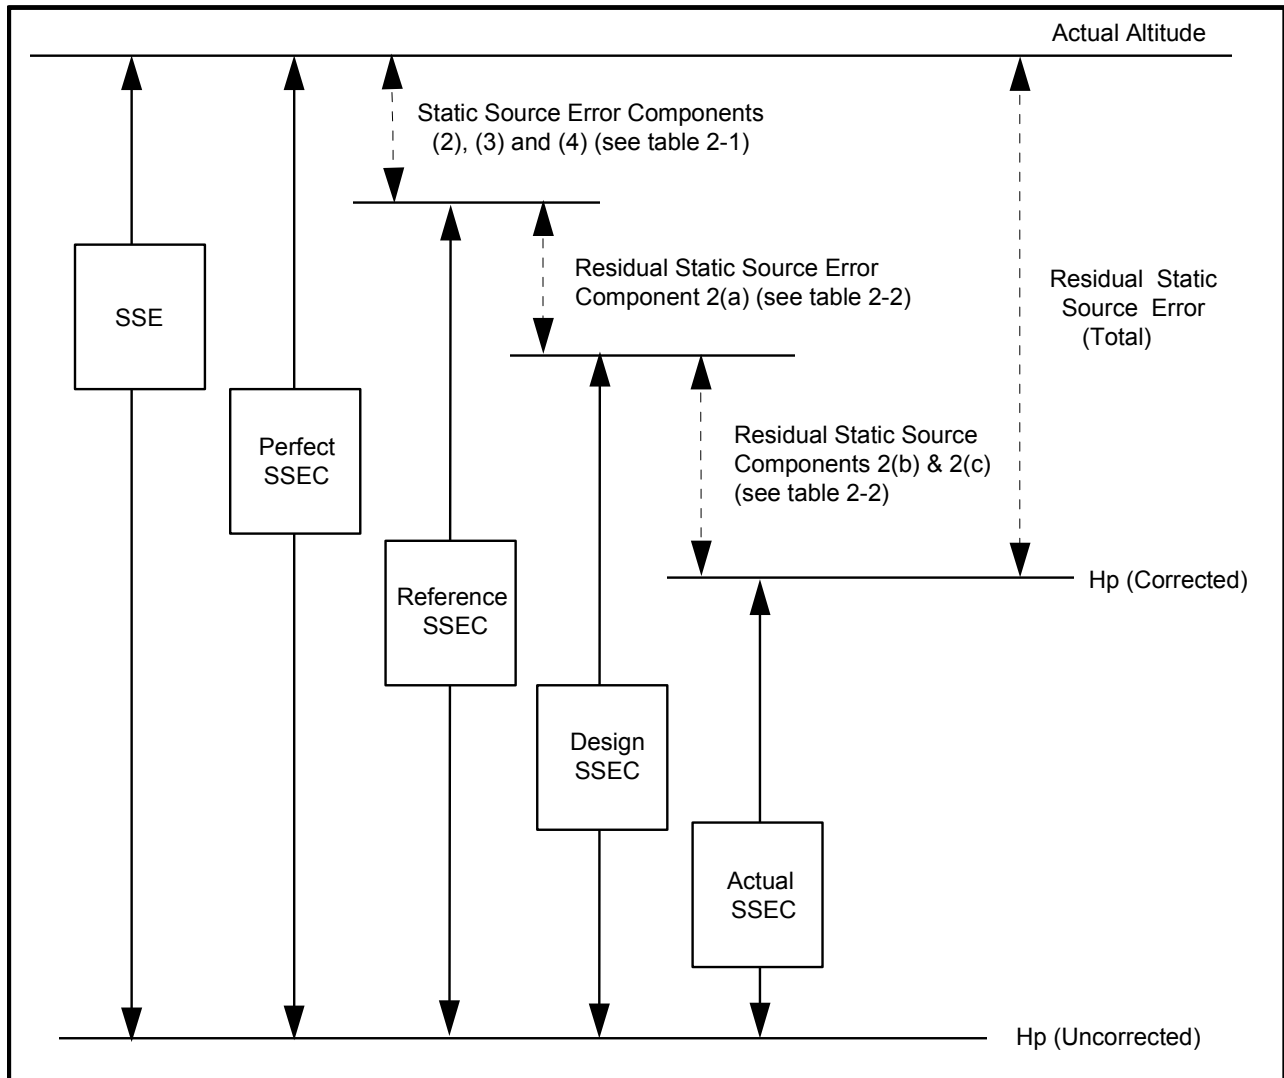 Actual Altitude
Static Source Error Components
(2), (3) and (4) (see table 2-1)
Residual Static Source Error
Component 2(a) (see table 2-2)
Residual Static
Source Error
(Total)
SSE
Perfect
SSEC
Residual Static Source
Components 2(b) & 2(c)
(see table 2-2)
Hp (Corrected)
Reference
SSEC
Design
SSEC
Actual
SSEC
Hp (Uncorrected)